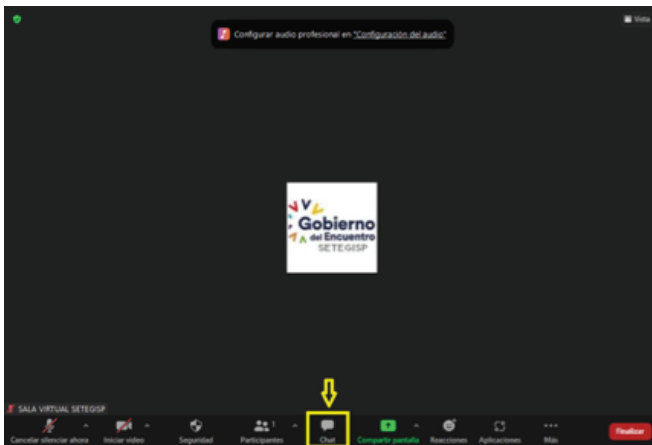 Configurar audio profesional en "Configuración del audio"
Vista
Gobierno
del Encuentro
SETEGISP
SALA VIRTUAL SETEGISP
Cancelar silenciar ahora Iniciar video Seguridad Participantes 1 Chat Compartir pantalla Reacciones Aplicaciones Más Finalizar